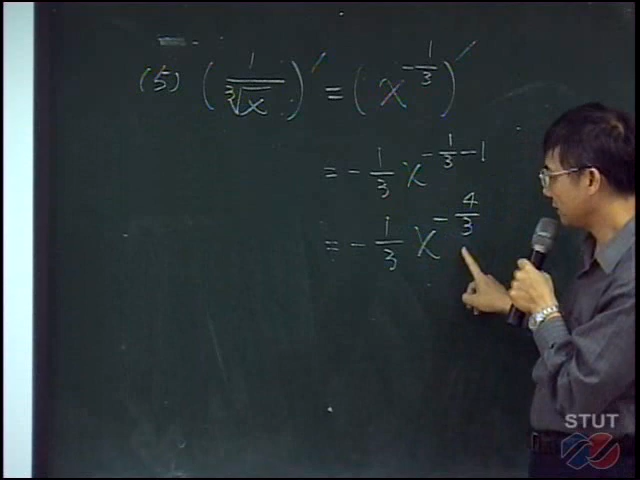 (5) (1/∛x)′ = (x^(-1/3))′
= -1/3 x^(-1/3-1)
= -1/3 x^(-4/3)
STUT